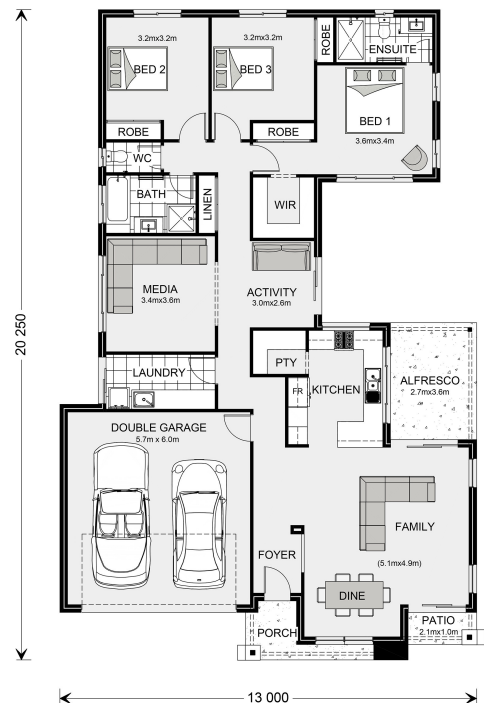 3.2mx3.2m
BED 2
3.2mx3.2m
BED 3
ROBE
ENSUITE
BED 1
3.6mx3.4m
ROBE
ROBE
WC
BATH
LINEN
WIR
MEDIA
3.4mx3.6m
ACTIVITY
3.0mx2.6m
20 250
LAUNDRY
PTY
FR
KITCHEN
ALFRESCO
2.7mx3.6m
DOUBLE GARAGE
5.7m x 6.0m
FAMILY
(5.1mx4.9m)
FOYER
DINE
PORCH
PATIO
2.1mx1.0m
13 000